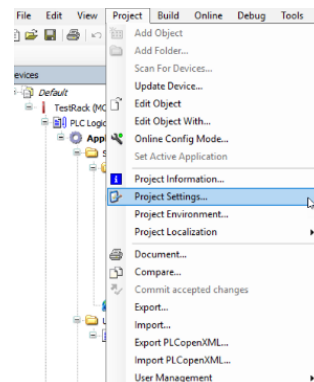 File Edit View Project Build Online Debug Tools
Add Object
Add Folder...
evices
Scan For Devices...
Default
Update Device...
TestRack (MC
Edit Object
PLC Logic
Edit Object With...
Appl
Online Config Mode...
S
Set Active Application
Project Information...
Project Settings...
Project Environment...
Project Localization
Document...
Compare...
Commit accepted changes
Export...
Import...
U
Export PLCopenXML...
Import PLCopenXML...
User Management